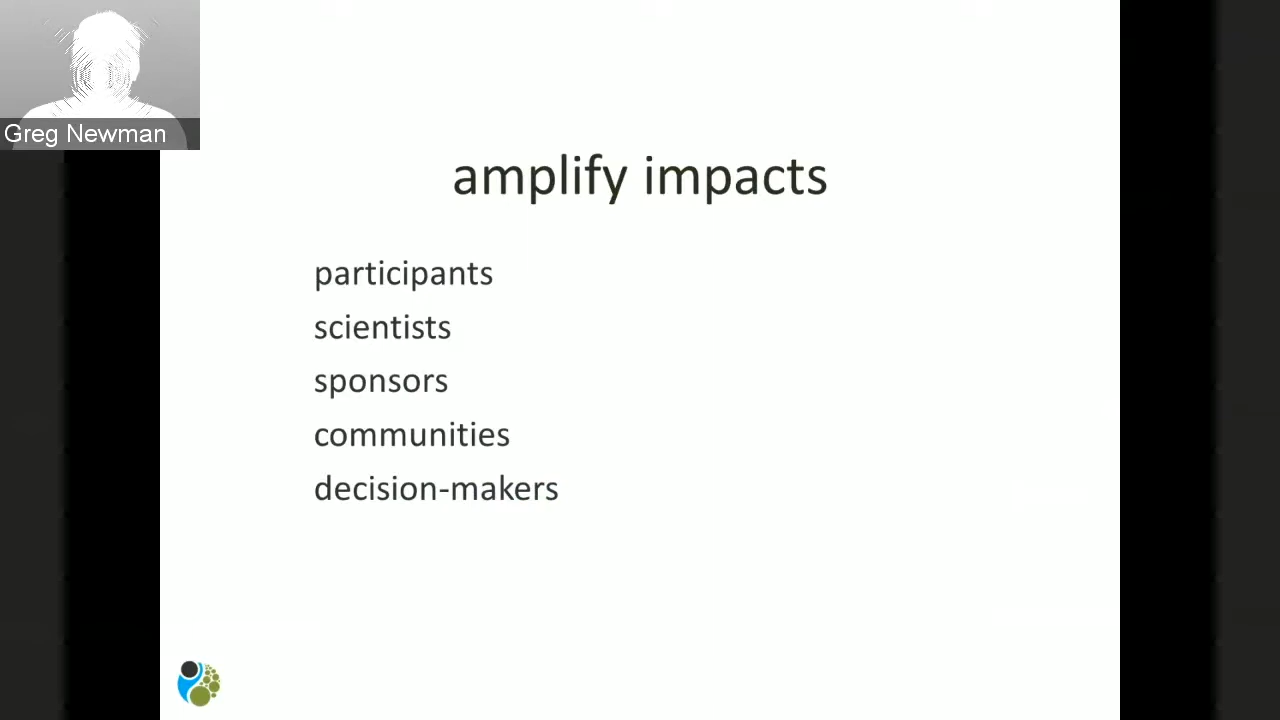 Greg Newman
amplify impacts
participants
scientists
sponsors
communities
decision-makers